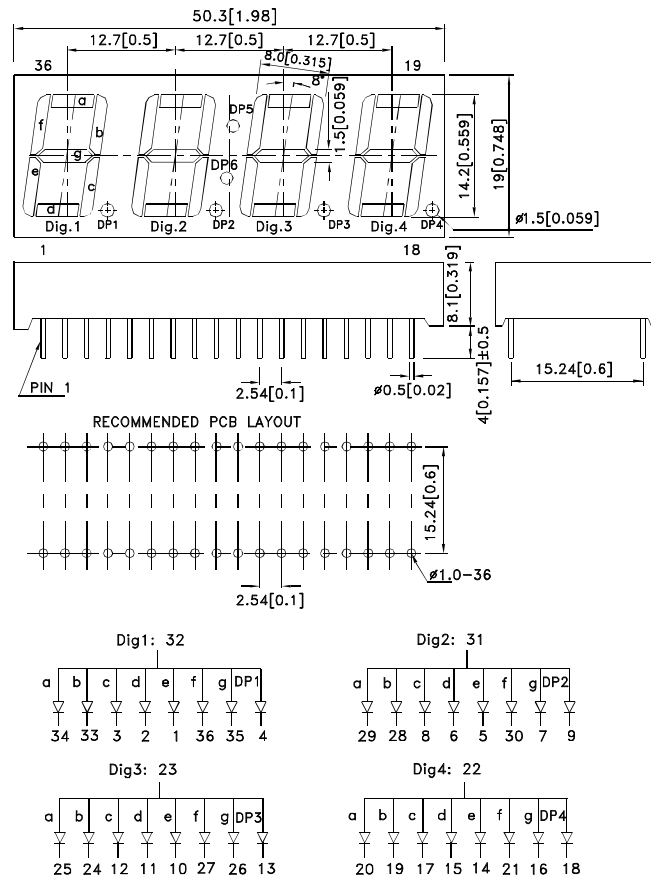 50.3[1.98]
12.7[0.5] 12.7[0.5] 12.7[0.5]
8.0[0.315]
8°
36 19
a
f b
g
e c
d
DP5
DP6
1.5[0.059]
14.2[0.559]
19[0.748]
Dig.1 DP1 Dig.2 DP2 Dig.3 DP3 Dig.4 DP4
ø1.5[0.059]
1 18
8.1[0.319]
4[0.157]±0.5
PIN 1
2.54[0.1]
ø0.5[0.02]
15.24[0.6]
RECOMMENDED PCB LAYOUT
15.24[0.6]
ø1.0-36
2.54[0.1]
Dig1: 32
a b c d e f g DP1
34 33 3 2 1 36 35 4
Dig2: 31
a b c d e f g DP2
29 28 8 6 5 30 7 9
Dig3: 23
a b c d e f g DP3
25 24 12 11 10 27 26 13
Dig4: 22
a b c d e f g DP4
20 19 17 15 14 21 16 18